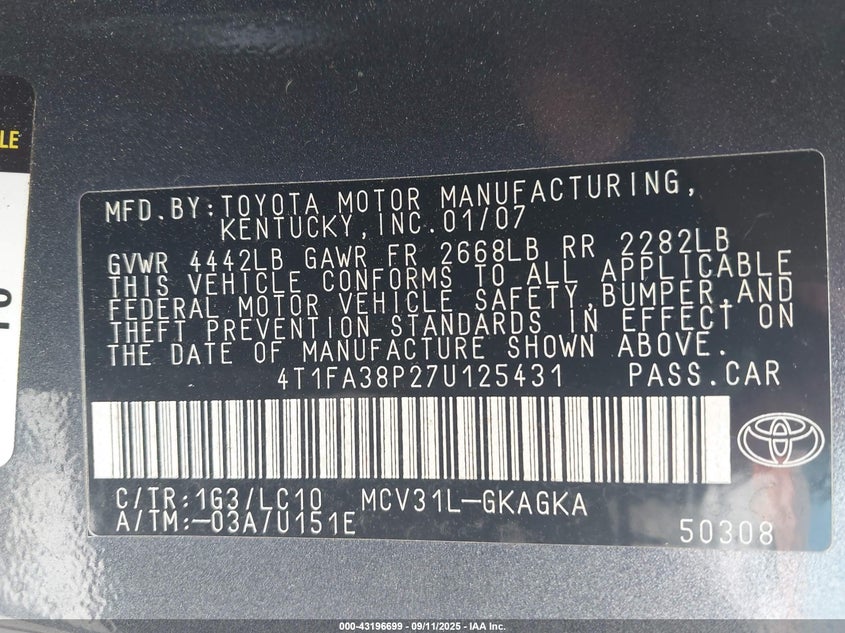 LE
MFD.BY:TOYOTA MOTOR MANUFACTURING,
KENTUCKY,INC.01/07
GVWR 4442LB GAWR FR 2668LB RR 2282LB
THIS VEHICLE CONFORMS TO ALL APPLICABLE
FEDERAL MOTOR VEHICLE SAFETY,BUMPER,AND
THEFT PREVENTION STANDARDS IN EFFECT ON
THE DATE OF MANUFACTURE SHOWN ABOVE.
4T1FA38P27U125431 PASS.CAR
C/TR:1G3/LC10 MCV31L-GKAGKA
A/TM:-03A/U151E
50308
000-43196699 - 09/11/2025 - IAA Inc.